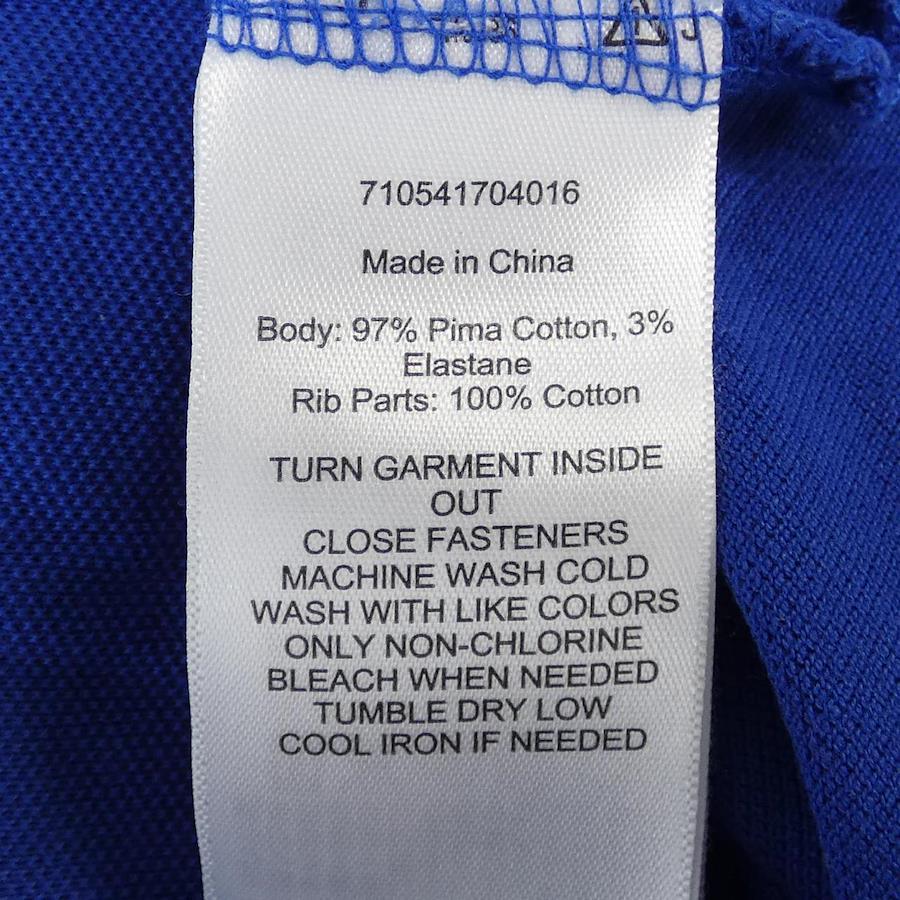 710541704016
Made in China
Body: 97% Pima Cotton, 3%
Elastane
Rib Parts: 100% Cotton
TURN GARMENT INSIDE
OUT
CLOSE FASTENERS
MACHINE WASH COLD
WASH WITH LIKE COLORS
ONLY NON-CHLORINE
BLEACH WHEN NEEDED
TUMBLE DRY LOW
COOL IRON IF NEEDED